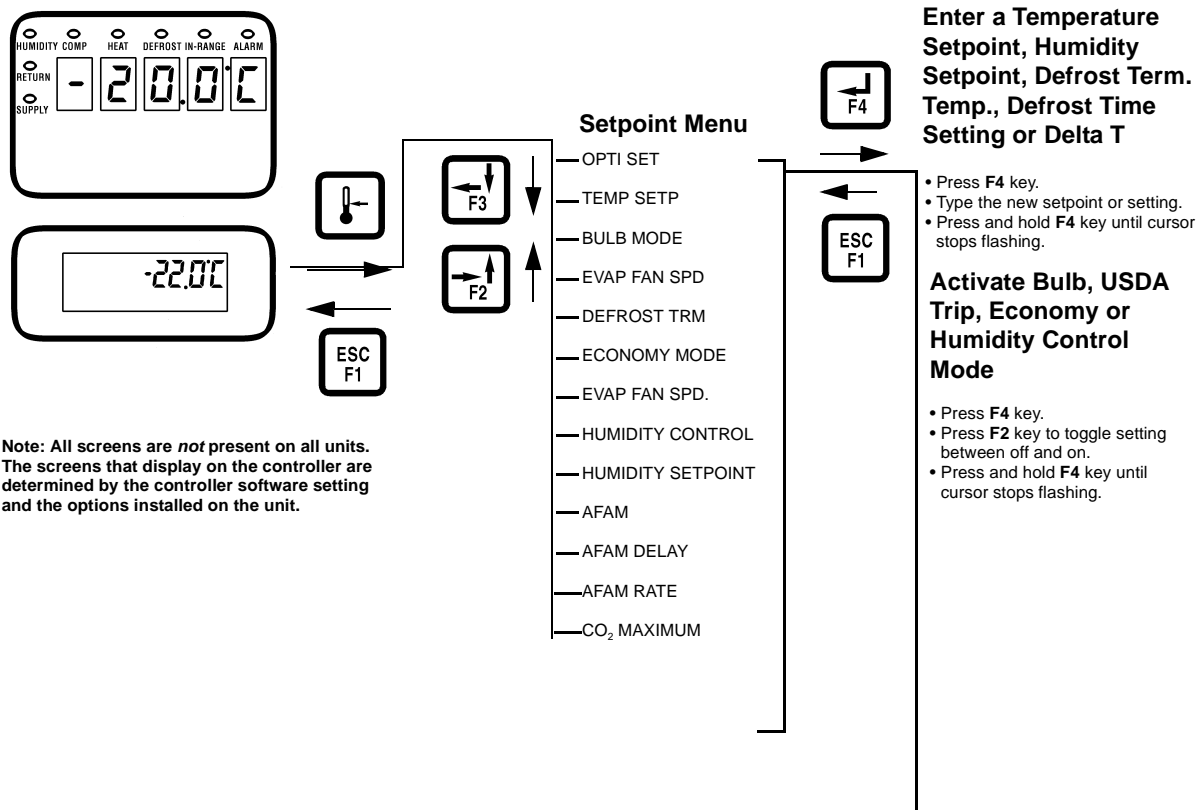 HUMIDITY COMP HEAT DEFROST IN-RANGE ALARM
RETURN
SUPPLY
-20.0°C
-22.0°C
ESC
F1
Note: All screens are not present on all units.
The screens that display on the controller are
determined by the controller software setting
and the options installed on the unit.
F3
F2
Setpoint Menu
OPTI SET
TEMP SETP
BULB MODE
EVAP FAN SPD
DEFROST TRM
ECONOMY MODE
EVAP FAN SPD.
HUMIDITY CONTROL
HUMIDITY SETPOINT
AFAM
AFAM DELAY
AFAM RATE
CO₂ MAXIMUM
F4
ESC
F1
Enter a Temperature
Setpoint, Humidity
Setpoint, Defrost Term.
Temp., Defrost Time
Setting or Delta T
• Press F4 key.
• Type the new setpoint or setting.
• Press and hold F4 key until cursor
stops flashing.
Activate Bulb, USDA
Trip, Economy or
Humidity Control
Mode
• Press F4 key.
• Press F2 key to toggle setting
between off and on.
• Press and hold F4 key until
cursor stops flashing.